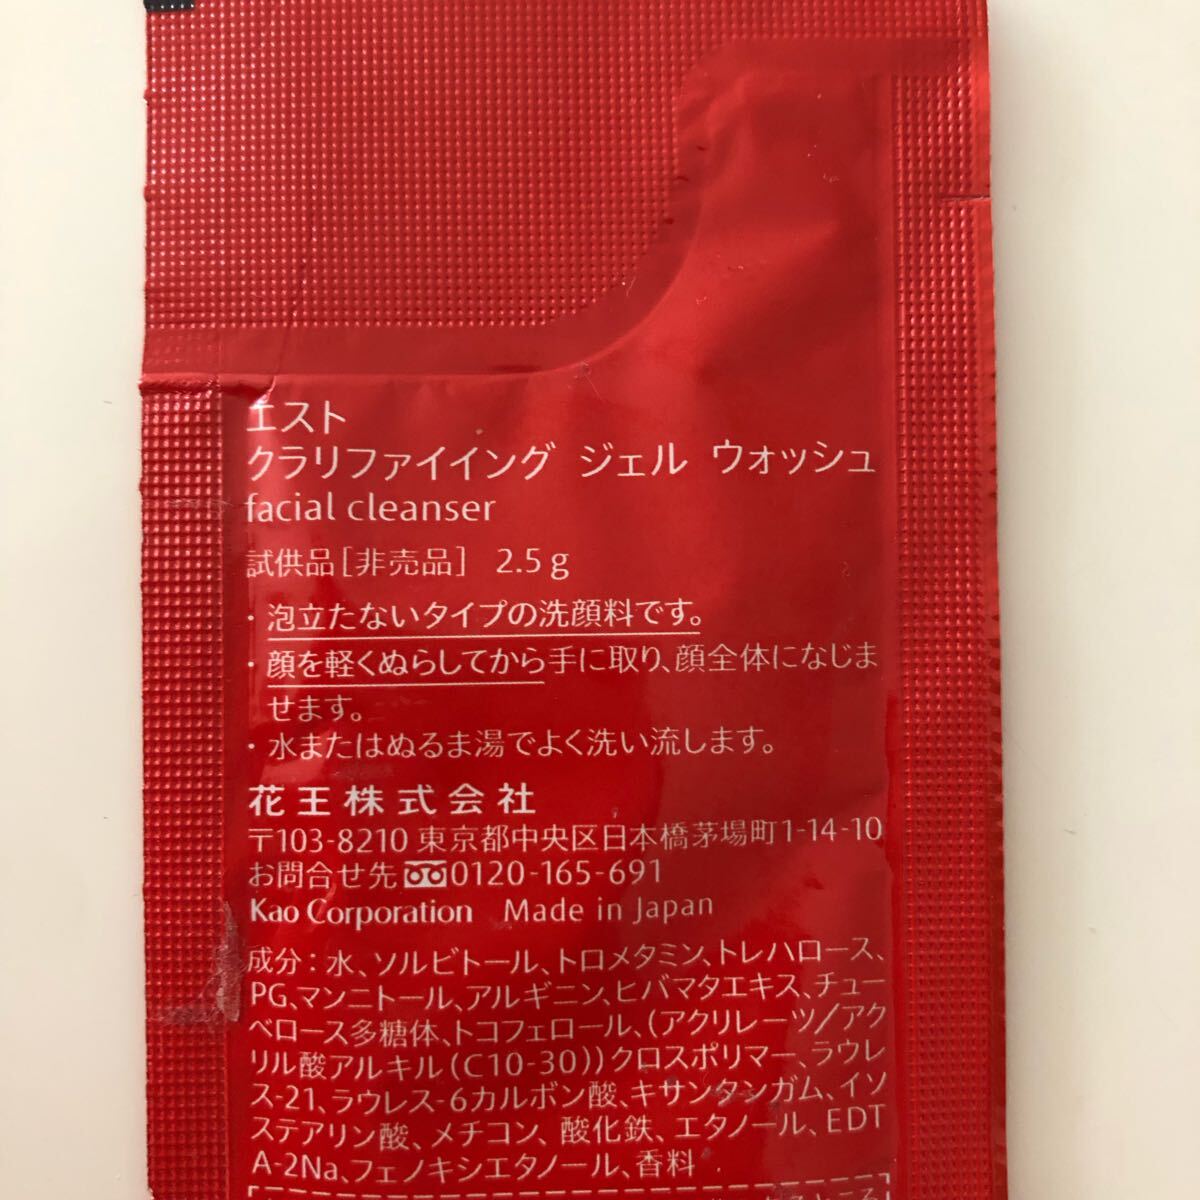 エスト
クラリファイイング ジェル ウォッシュ
facial cleanser
試供品[非売品] 2.5g
・泡立たないタイプの洗顔料です。
・顔を軽くぬらしてから手に取り、顔全体になじま
せます。
・水またはぬるま湯でよく洗い流します。
花王株式会社
〒103-8210 東京都中央区日本橋茅場町1-14-10
お問合せ先 0120-165-691
Kao Corporation Made in Japan
成分：水、ソルビトール、トロメタミン、トレハロース、
PG、マンニトール、アルギニン、ヒバマタエキス、チュー
ベロース多糖体、トコフェロール、(アクリレーツ/アク
リル酸アルキル(C10-30))クロスポリマー、ラウレ
ス-21、ラウレス-6カルボン酸、キサンタンガム、イソ
ステアリン酸、メチコン、酸化鉄、エタノール、EDT
A-2Na、フェノキシエタノール、香料